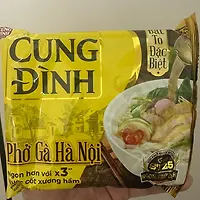 CUNG
ĐÌNH
BÁT
TO ĐẶC
BIỆT
Phở Gà Hà Nội
Ngon hơn với x3
nước cốt xương hầm
25